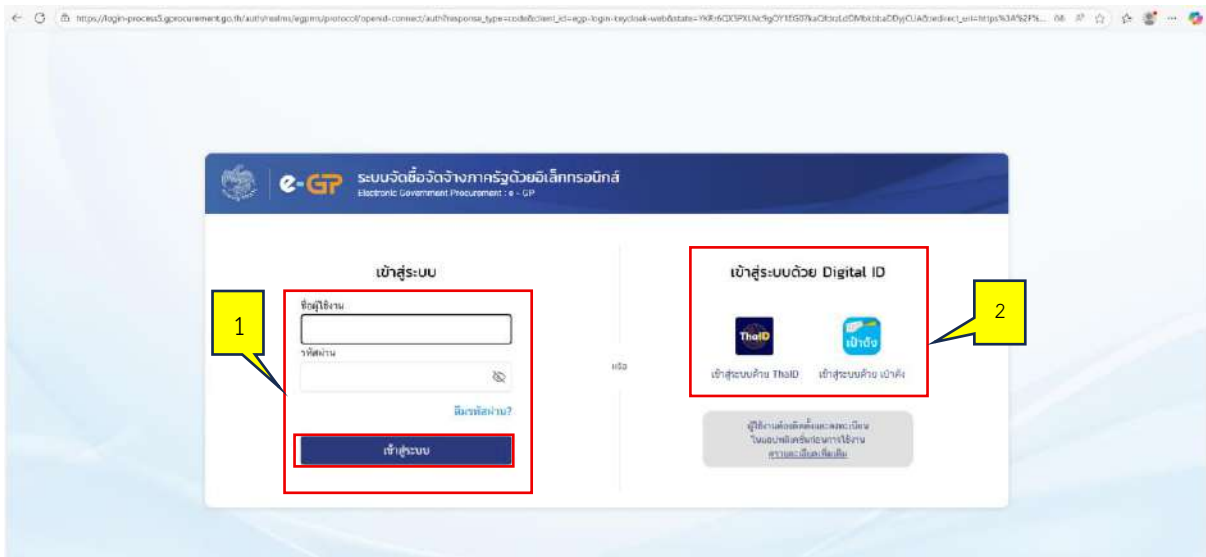 ระบบจัดซื้อจัดจ้างภาครัฐด้วยอิเล็กทรอนิกส์
e-GP
Electronic Government Procurement : e - GP
เข้าสู่ระบบ
ชื่อผู้ใช้งาน
รหัสผ่าน
ลืมรหัสผ่าน?
เข้าสู่ระบบ
1
หรือ
เข้าสู่ระบบด้วย Digital ID
ThaID
เป๋าตัง
เข้าสู่ระบบด้วย ThaID
เข้าสู่ระบบด้วย เป๋าตัง
2
ผู้ใช้งานต้องติดตั้งและลงทะเบียน
ในแอปพลิเคชันก่อนการใช้งาน
ดูรายละเอียดเพิ่มเติม